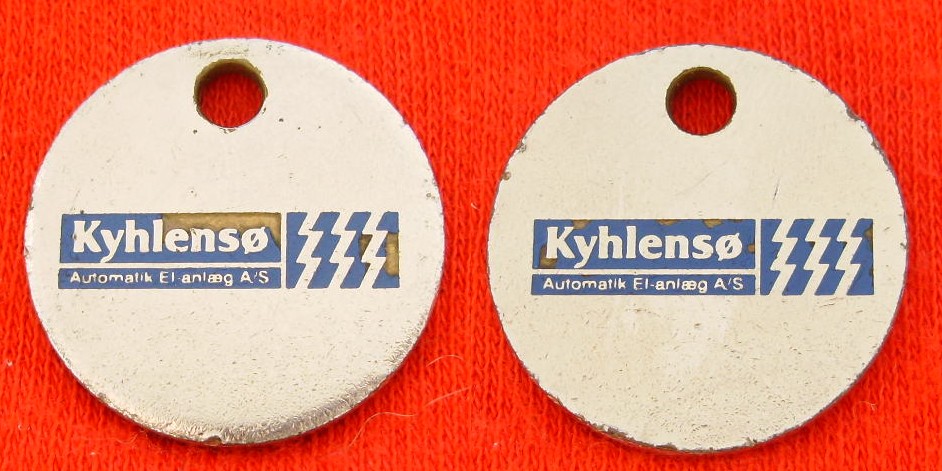 Kyhlensø
Automatik El-anlæg A/S
Kyhlensø
Automatik El-anlæg A/S